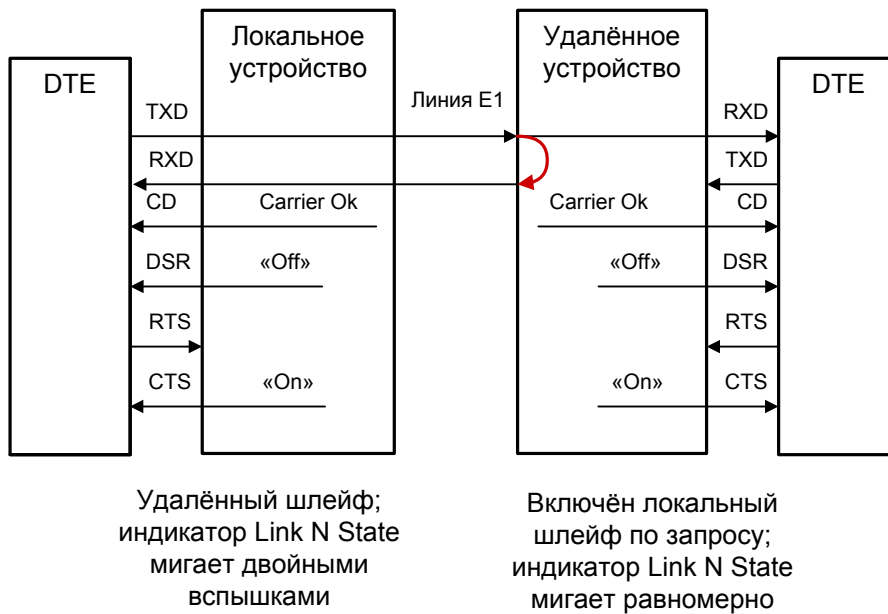 Локальное
устройство
Удалённое
устройство
DTE
DTE
Линия E1
TXD
RXD
RXD
TXD
CD
Carrier Ok
Carrier Ok
CD
DSR
«Off»
«Off»
DSR
RTS
RTS
CTS
«On»
«On»
CTS
Удалённый шлейф;
индикатор Link N State
мигает двойными
вспышками
Включён локальный
шлейф по запросу;
индикатор Link N State
мигает равномерно